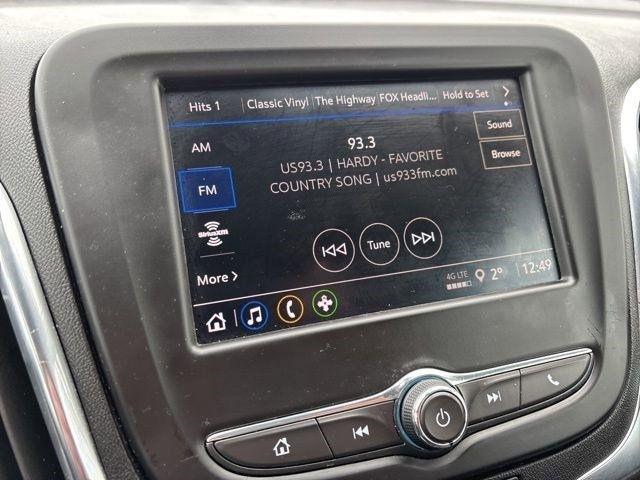 Hits 1 Classic Vinyl The Highway FOX Headli... Hold to Set
AM
93.3
Sound
US93.3 | HARDY - FAVORITE
COUNTRY SONG | us933fm.com
Browse
FM
SiriusXM
Tune
More
4G LTE 2° 12:49